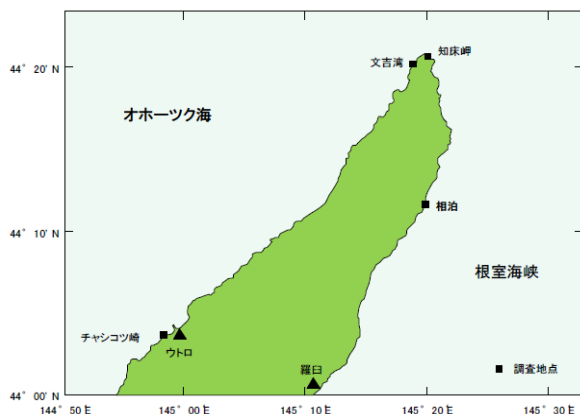 知床岬
文吉湾
44° 20′ N
オホーツク海
相泊
44° 10′ N
根室海峡
チャシコツ崎
ウトロ
羅臼
■ 調査地点
44° 00′ N
144° 50 E
145° 00′ E
145° 10′ E
145° 20′ E
145° 30′ E